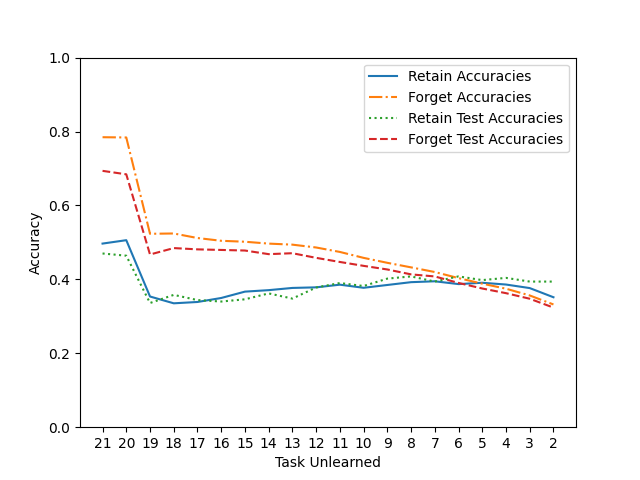 1.0
0.8
0.6
0.4
0.2
0.0
Accuracy
Retain Accuracies
Forget Accuracies
Retain Test Accuracies
Forget Test Accuracies
21 20 19 18 17 16 15 14 13 12 11 10 9 8 7 6 5 4 3 2
Task Unlearned